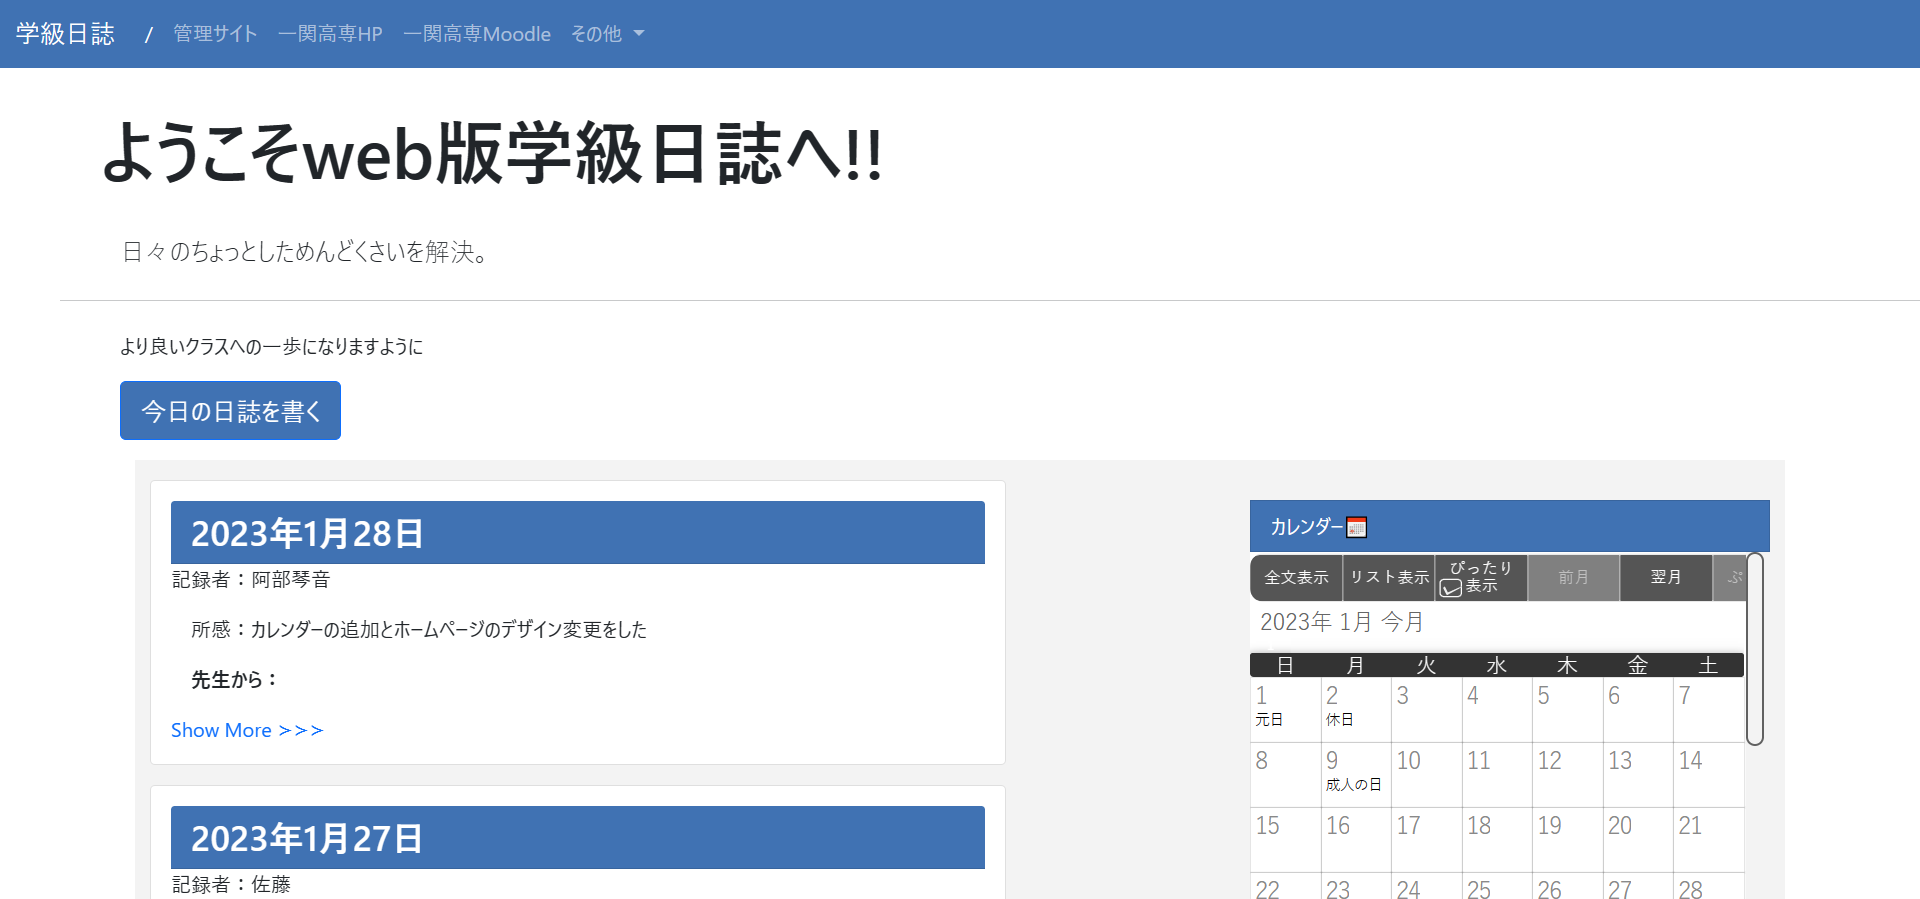 学級日誌 / 管理サイト 一関高専HP 一関高専Moodle その他
ようこそweb版学級日誌へ!!
日々のちょっとしためんどくさいを解決。
より良いクラスへの一歩になりますように
今日の日誌を書く
2023年1月28日
記録者：阿部琴音
所感：カレンダーの追加とホームページのデザイン変更をした
先生から：
Show More >>>
2023年1月27日
記録者：佐藤
カレンダー
全文表示 リスト表示 ぴったり表示 前月 翌月 ぷ
2023年 1月 今月
日 月 火 水 木 金 土
1 2 3 4 5 6 7
元日 休日
8 9 10 11 12 13 14
成人の日
15 16 17 18 19 20 21
22 23 24 25 26 27 28